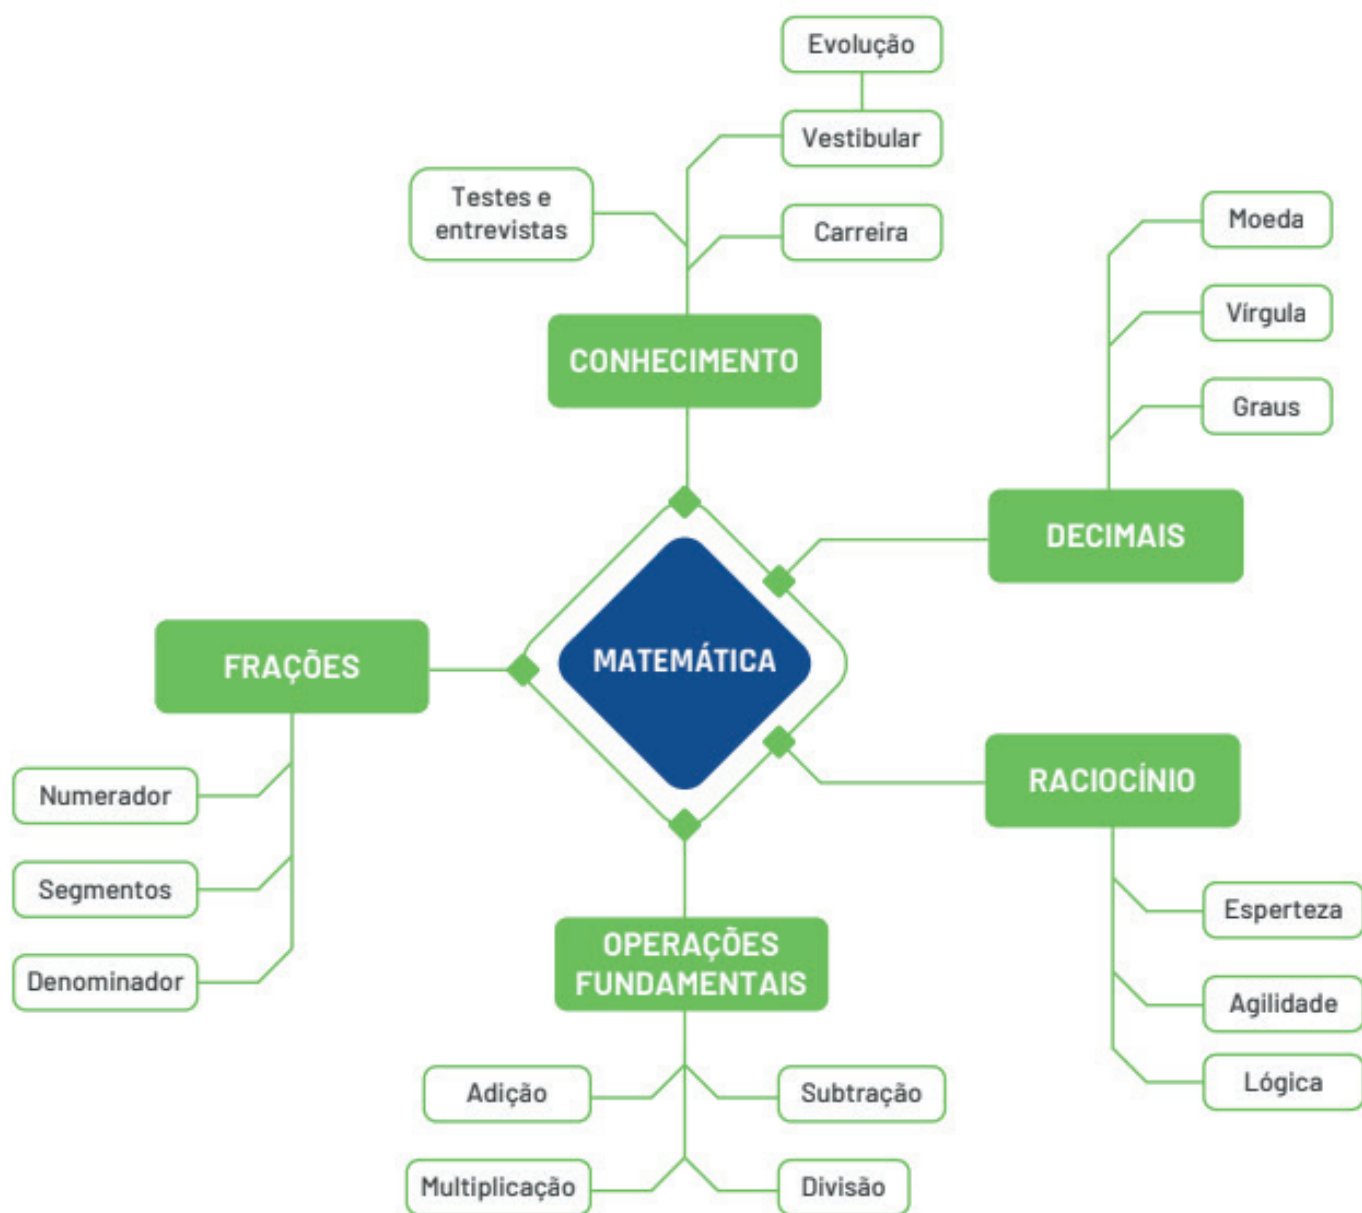 Evolução
Vestibular
Testes e
entrevistas
Carreira
CONHECIMENTO
Moeda
Vírgula
Graus
DECIMAIS
MATEMÁTICA
FRAÇÕES
Numerador
Segmentos
Denominador
RACIOCÍNIO
Esperteza
Agilidade
Lógica
OPERAÇÕES
FUNDAMENTAIS
Adição
Subtração
Multiplicação
Divisão